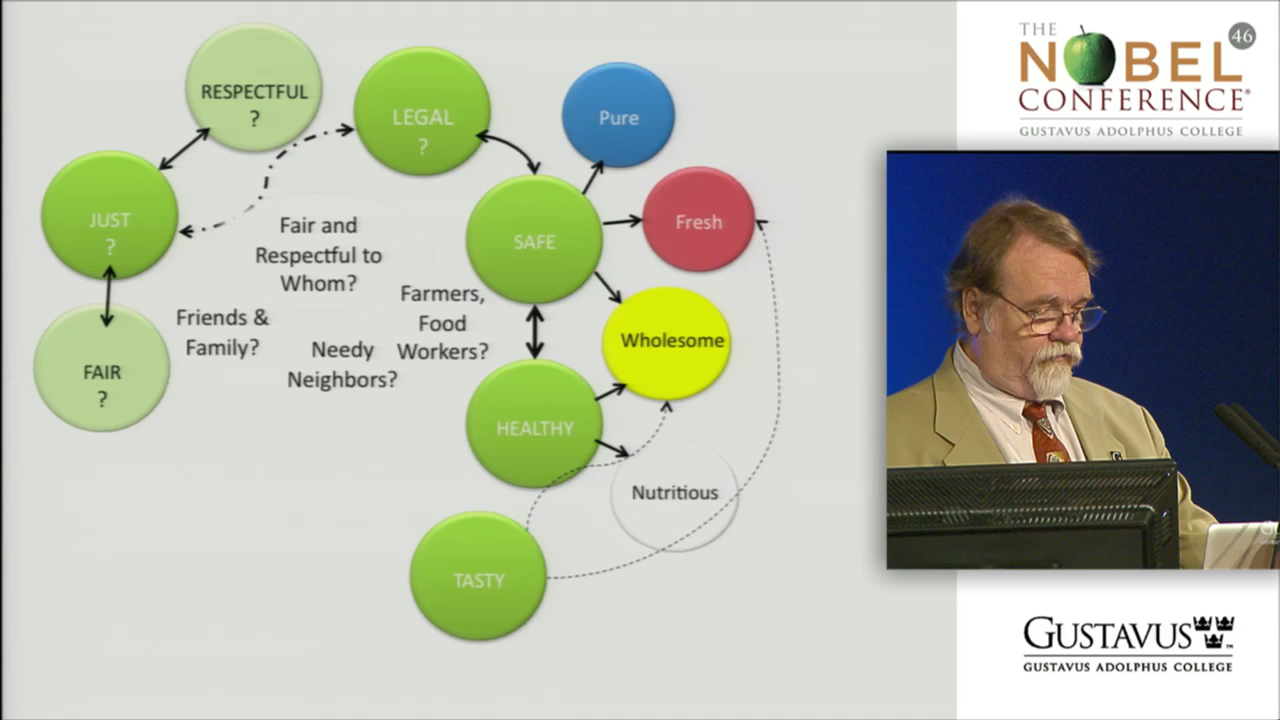 RESPECTFUL
?
LEGAL
?
Pure
JUST
?
Fresh
SAFE
Fair and
Respectful to
Whom?
Farmers,
Food
Workers?
Friends &
Family?
Needy
Neighbors?
Wholesome
FAIR
?
HEALTHY
Nutritious
TASTY
THE
NOBEL
46
CONFERENCE®
GUSTAVUS ADOLPHUS COLLEGE
GUSTAVUS™
GUSTAVUS ADOLPHUS COLLEGE